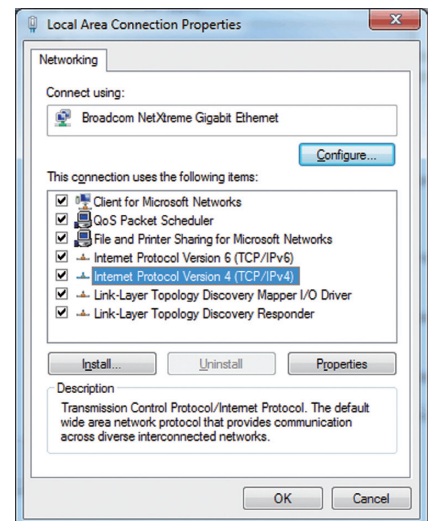 Local Area Connection Properties
Networking
Connect using:
Broadcom NetXtreme Gigabit Ethernet
Configure...
This connection uses the following items:
Client for Microsoft Networks
QoS Packet Scheduler
File and Printer Sharing for Microsoft Networks
Internet Protocol Version 6 (TCP/IPv6)
Internet Protocol Version 4 (TCP/IPv4)
Link-Layer Topology Discovery Mapper I/O Driver
Link-Layer Topology Discovery Responder
Install... Uninstall Properties
Description
Transmission Control Protocol/Internet Protocol. The default
wide area network protocol that provides communication
across diverse interconnected networks.
OK Cancel